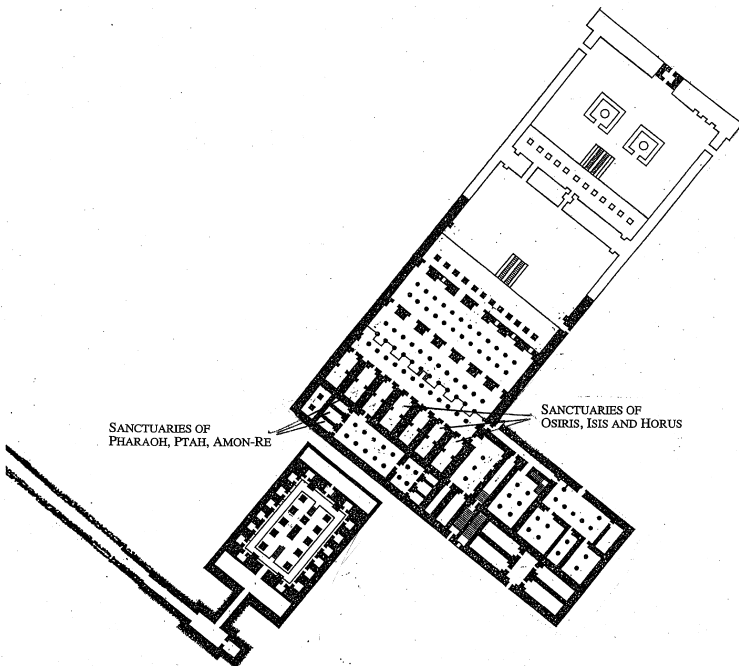 SANCTUARIES OF
PHARAOH, PTAH, AMON-RE
SANCTUARIES OF
OSIRIS, ISIS AND HORUS